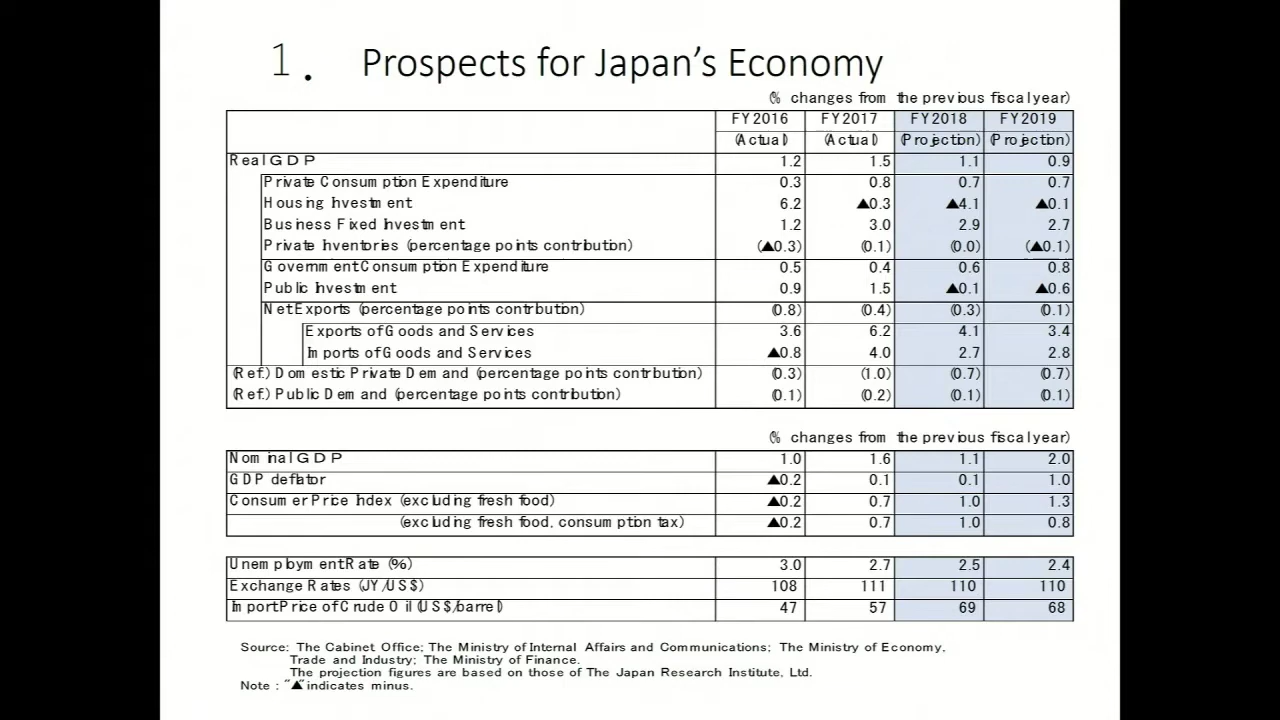 1. Prospects for Japan's Economy
(% changes from the previous fiscal year)
FY2016 FY2017 FY2018 FY2019
(Actual) (Actual) (Projection) (Projection)
Real GDP 1.2 1.5 1.1 0.9
Private Consumption Expenditure 0.3 0.8 0.7 0.7
Housing Investment 6.2 ▲0.3 ▲4.1 ▲0.1
Business Fixed Investment 1.2 3.0 2.9 2.7
Private Inventories (percentage points contribution) (▲0.3) (0.1) (0.0) (▲0.1)
Government Consumption Expenditure 0.5 0.4 0.6 0.8
Public Investment 0.9 1.5 ▲0.1 ▲0.6
Net Exports (percentage points contribution) (0.8) (0.4) (0.3) (0.1)
Exports of Goods and Services 3.6 6.2 4.1 3.4
Imports of Goods and Services ▲0.8 4.0 2.7 2.8
(Ref.) Domestic Private Demand (percentage points contribution) (0.3) (1.0) (0.7) (0.7)
(Ref.) Public Demand (percentage points contribution) (0.1) (0.2) (0.1) (0.1)
(% changes from the previous fiscal year)
Nominal GDP 1.0 1.6 1.1 2.0
GDP deflator ▲0.2 0.1 0.1 1.0
Consumer Price Index (excluding fresh food) ▲0.2 0.7 1.0 1.3
(excluding fresh food, consumption tax) ▲0.2 0.7 1.0 0.8
Unemployment Rate (%) 3.0 2.7 2.5 2.4
Exchange Rates (JY/US$) 108 111 110 110
Import Price of Crude Oil (US$/barrel) 47 57 69 68
Source: The Cabinet Office; The Ministry of Internal Affairs and Communications; The Ministry of Economy,
Trade and Industry; The Ministry of Finance.
The projection figures are based on those of The Japan Research Institute, Ltd.
Note : "▲" indicates minus.